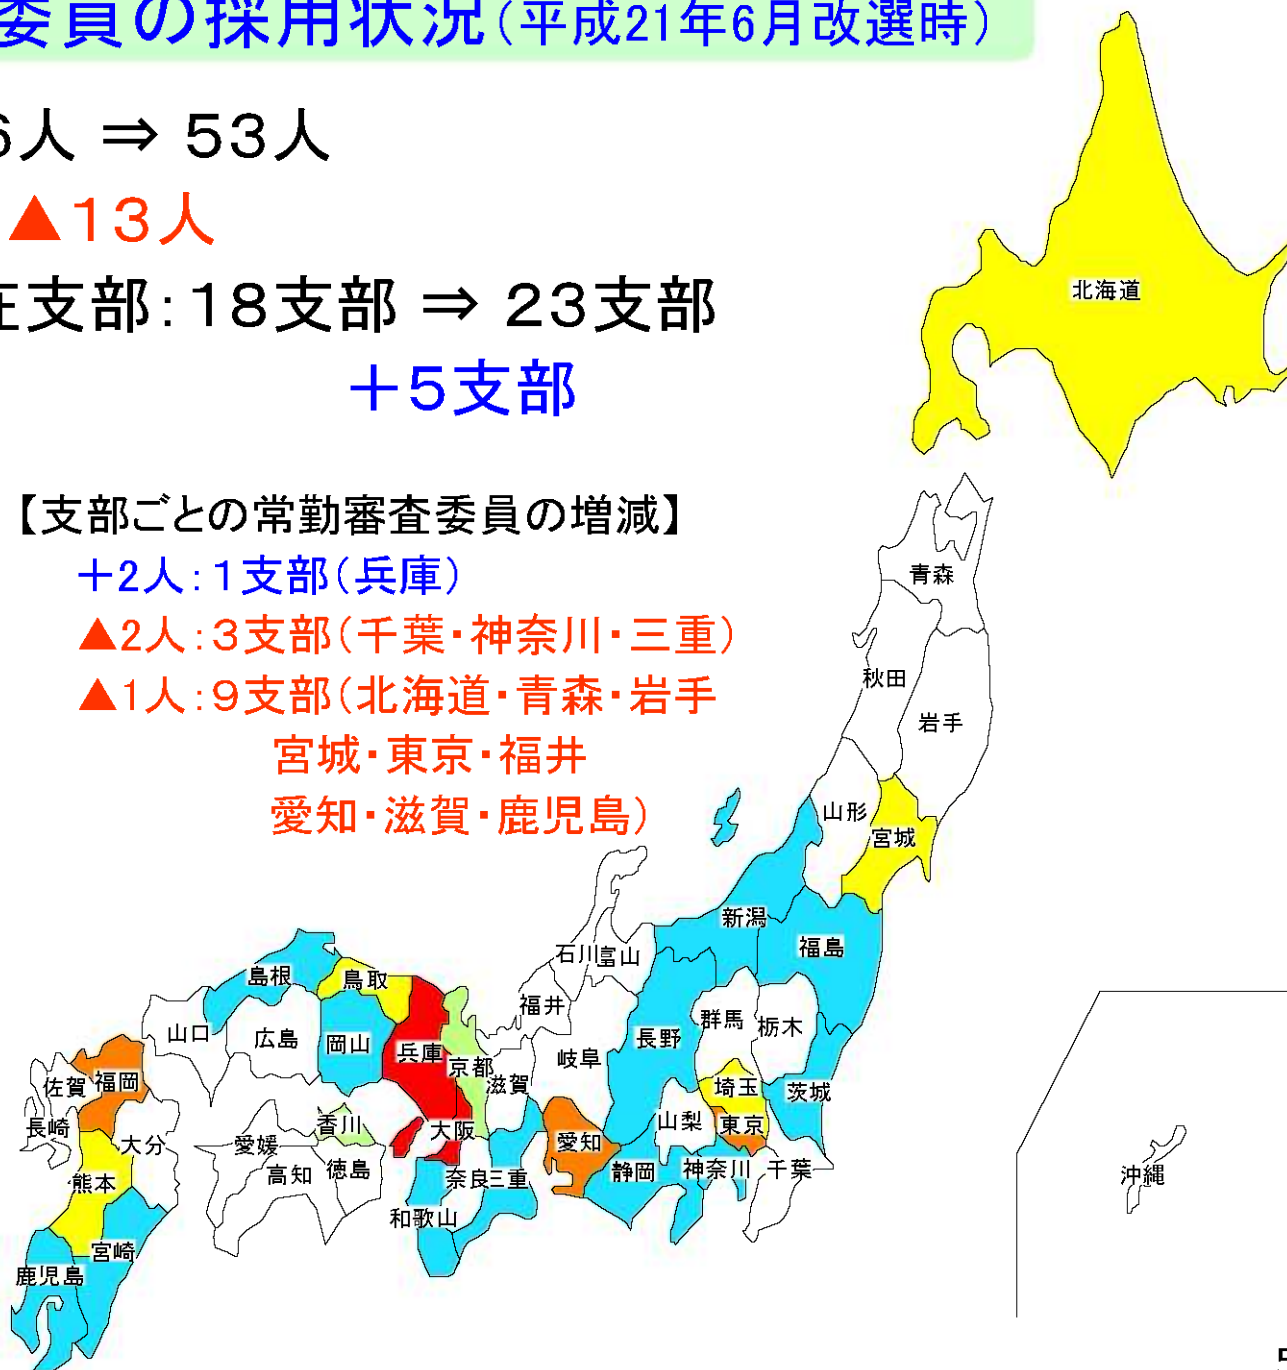 委員の採用状況(平成21年6月改選時)
6人 ⇒ 53人
▲13人
在支部:18支部 ⇒ 23支部
+5支部
【支部ごとの常勤審査委員の増減】
+2人:1支部(兵庫)
▲2人:3支部(千葉・神奈川・三重)
▲1人:9支部(北海道・青森・岩手
宮城・東京・福井
愛知・滋賀・鹿児島)
北海道
青森
秋田
岩手
山形
宮城
新潟
福島
石川
富山
島根
鳥取
福井
群馬
栃木
山口
広島
岡山
兵庫
京都
滋賀
岐阜
長野
佐賀
福岡
埼玉
茨城
長崎
大分
愛媛
香川
大阪
愛知
山梨
東京
熊本
高知
徳島
奈良
三重
静岡
神奈川
千葉
沖縄
和歌山
宮崎
鹿児島